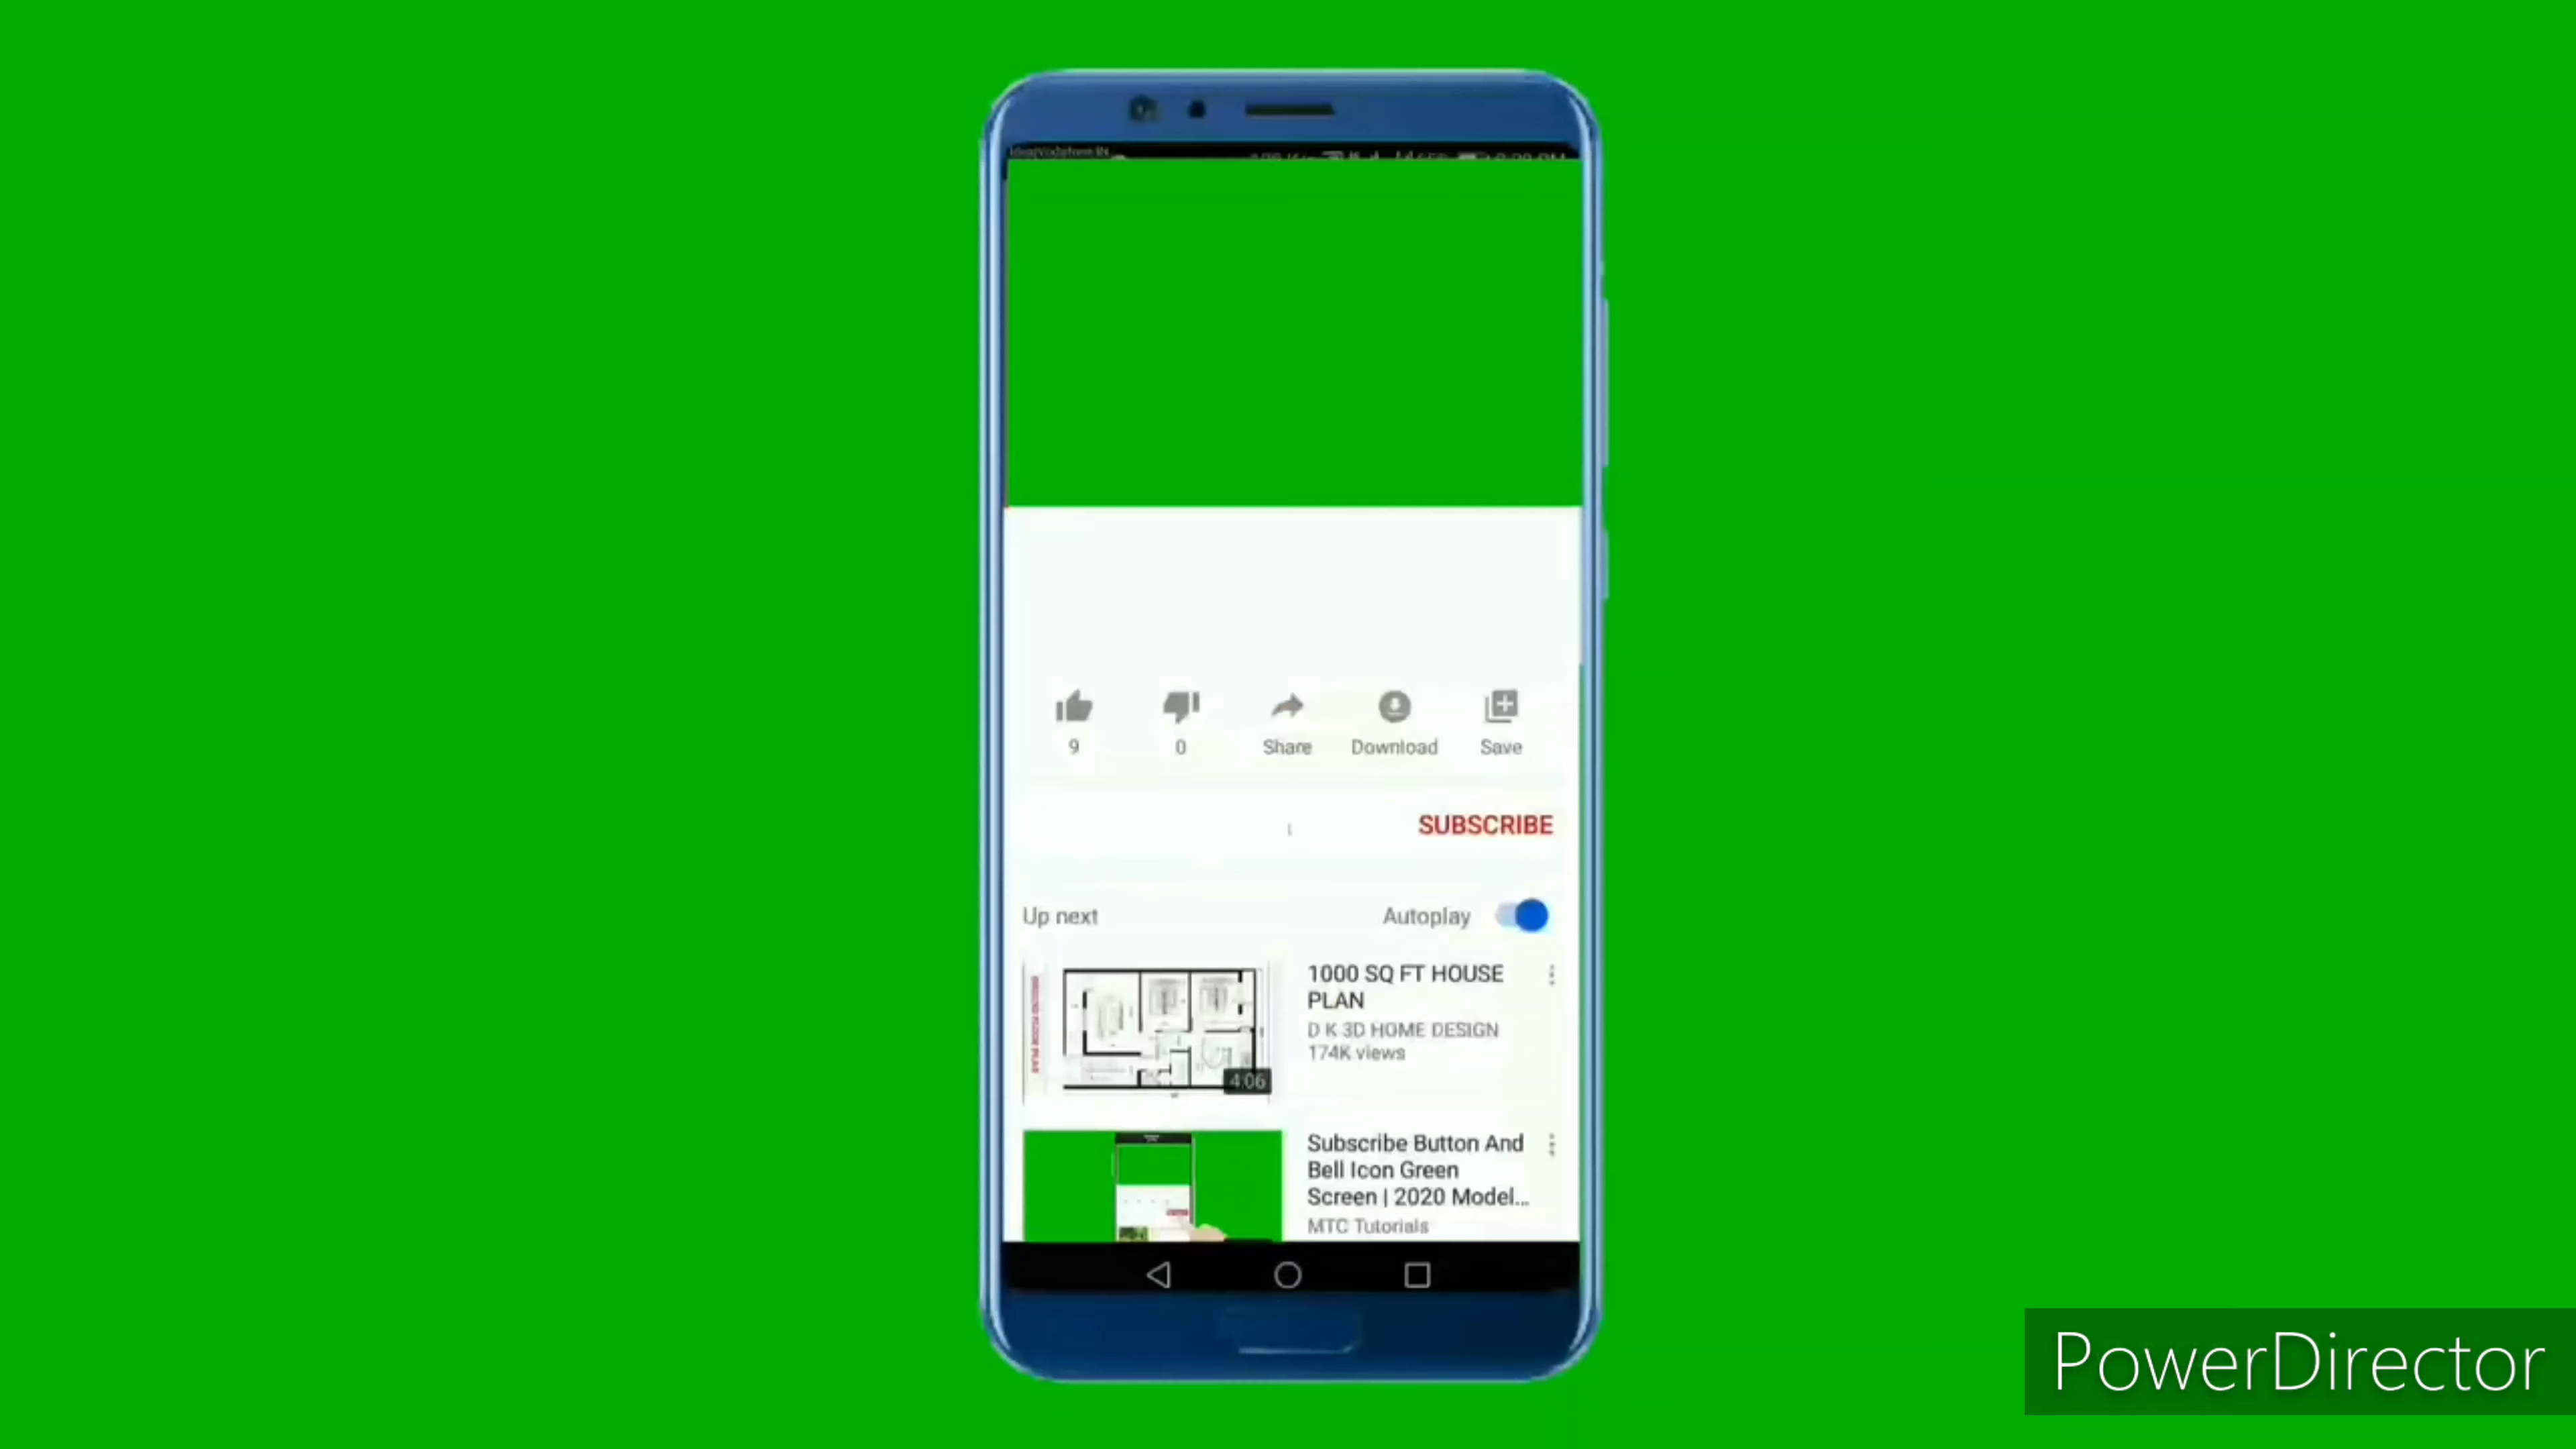 9
0
Share
Download
Save
SUBSCRIBE
Up next
Autoplay
1000 SQ FT HOUSE
PLAN
D K 3D HOME DESIGN
174K views
4:06
Subscribe Button And
Bell Icon Green
Screen | 2020 Model...
MTC Tutorials
PowerDirector